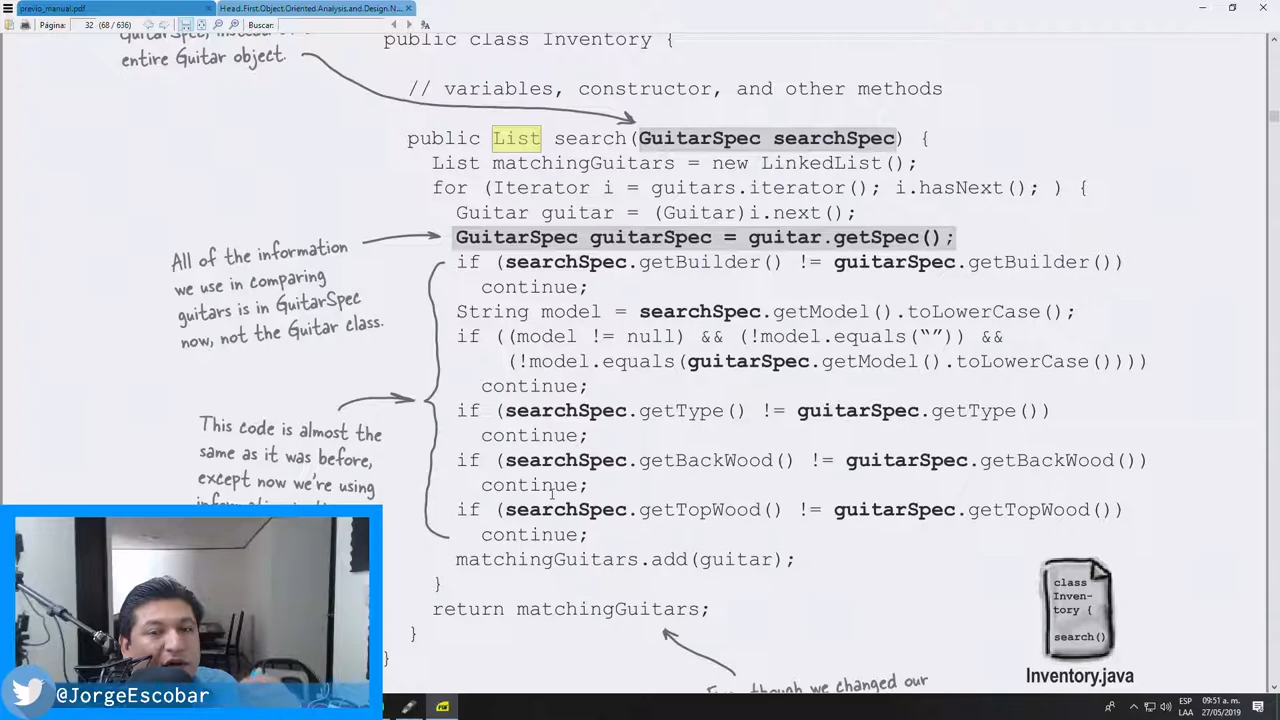 previo_manual.pdf
Head.First.Object.Oriented.Analysis.and.Design.N...
Página:
32 (68 / 636)
Buscar:
GuitarSpec, instead
entire Guitar object.
public class Inventory {
// variables, constructor, and other methods
public List search(GuitarSpec searchSpec) {
List matchingGuitars = new LinkedList();
for (Iterator i = guitars.iterator(); i.hasNext(); ) {
Guitar guitar = (Guitar)i.next();
GuitarSpec guitarSpec = guitar.getSpec();
if (searchSpec.getBuilder() != guitarSpec.getBuilder())
continue;
String model = searchSpec.getModel().toLowerCase();
if ((model != null) && (!model.equals(“”)) &&
(!model.equals(guitarSpec.getModel().toLowerCase())))
continue;
if (searchSpec.getType() != guitarSpec.getType())
continue;
if (searchSpec.getBackWood() != guitarSpec.getBackWood())
continue;
if (searchSpec.getTopWood() != guitarSpec.getTopWood())
continue;
matchingGuitars.add(guitar);
}
return matchingGuitars;
}
}
All of the information
we use in comparing
guitars is in GuitarSpec
now, not the Guitar class.
This code is almost the
same as it was before,
except now we're using
class
Inven-
tory {
search()
Inventory.java
though we changed our
@JorgeEscobar
ESP
LAA
09:51 a. m.
27/05/2019